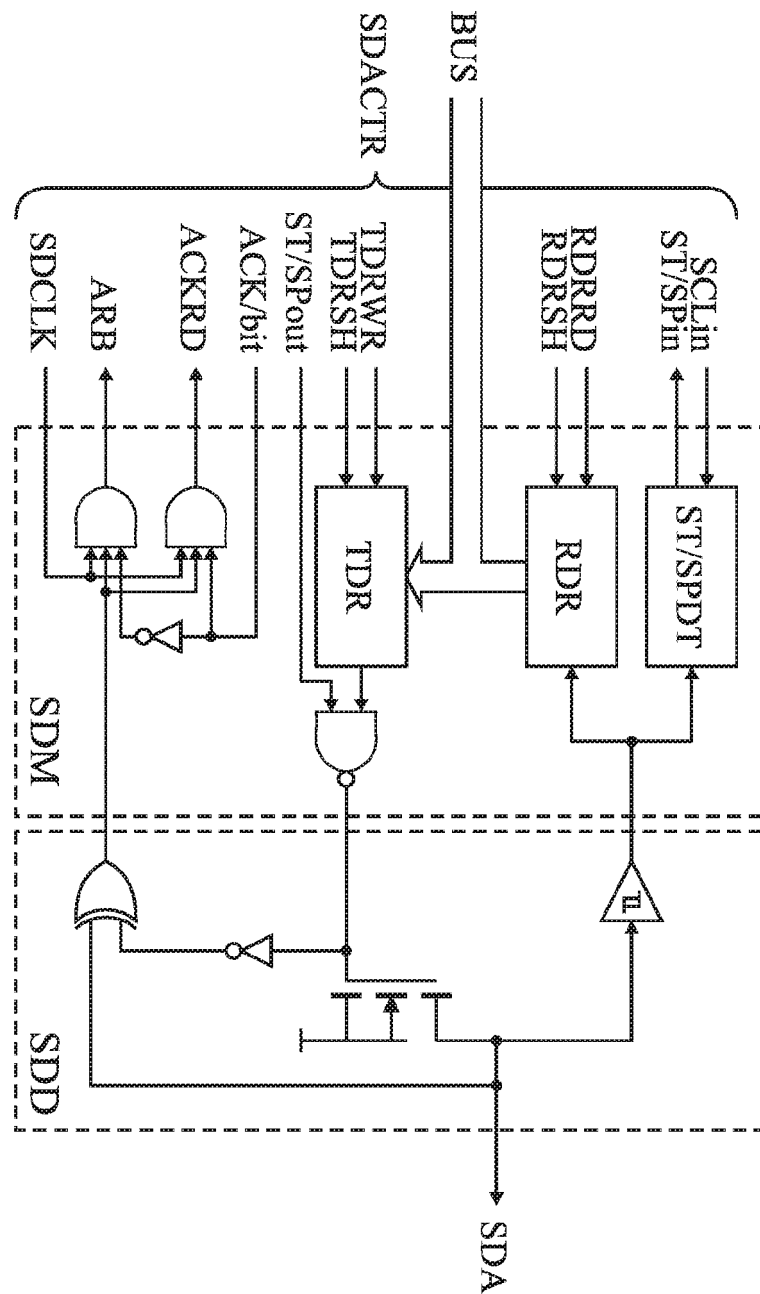 SCLin
ST/SPin
ST/SPDT
RDRRD
RDRSH
RDR
BUS
SDA
SDACTR
TDRWR
TDRSH
TDR
ST/SPout
ACK/bit
ACKRD
ARB
SDCLK
SDM
SDD